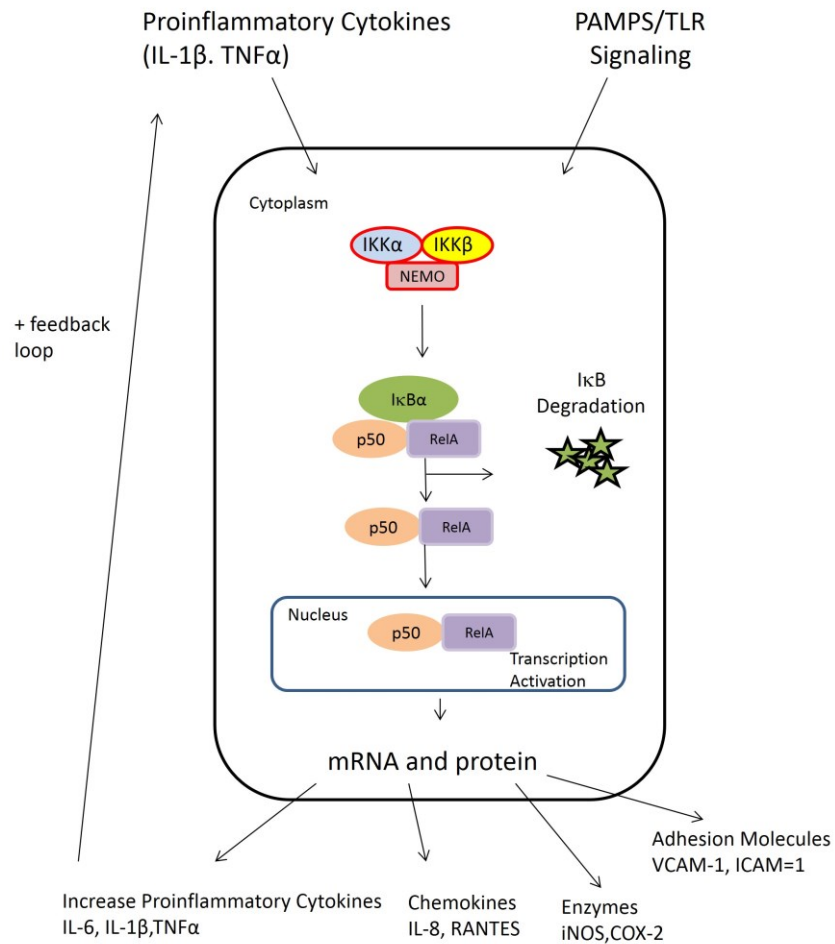 Proinflammatory Cytokines
(IL-1β. TNFα)
PAMPS/TLR
Signaling
Cytoplasm
IKKα
IKKβ
NEMO
+ feedback
loop
IκBα
p50
RelA
IκB
Degradation
p50
RelA
Nucleus
p50
RelA
Transcription
Activation
mRNA and protein
Adhesion Molecules
VCAM-1, ICAM=1
Increase Proinflammatory Cytokines
IL-6, IL-1β,TNFα
Chemokines
IL-8, RANTES
Enzymes
iNOS,COX-2